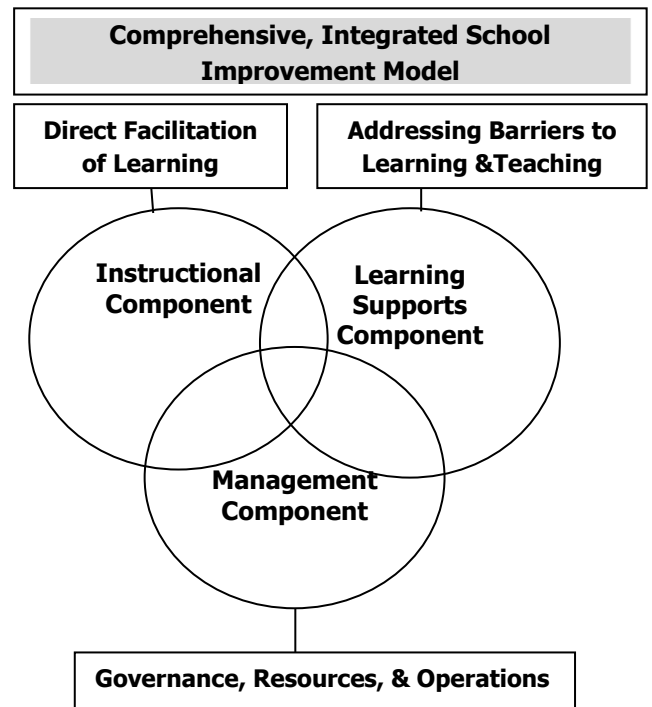 Comprehensive, Integrated School
Improvement Model
Direct Facilitation
of Learning
Addressing Barriers to
Learning &Teaching
Instructional
Component
Learning
Supports
Component
Management
Component
Governance, Resources, & Operations